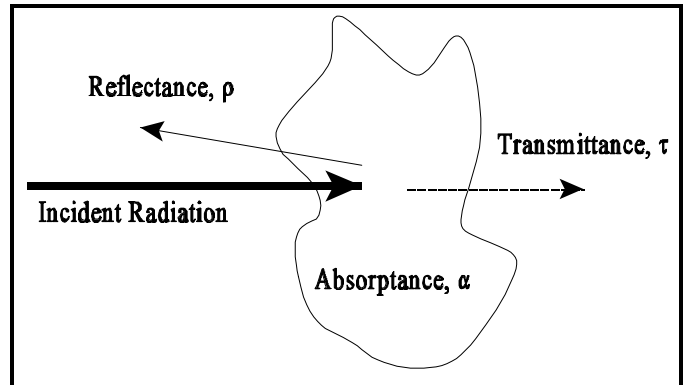 Reflectance, ρ
Transmittance, τ
Incident Radiation
Absorptance, α